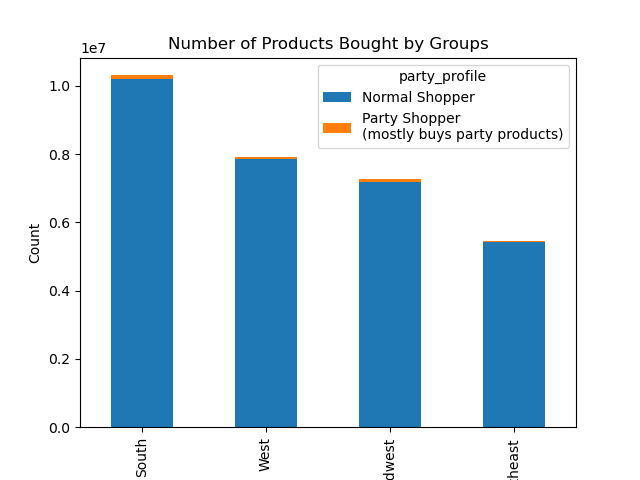 Number of Products Bought by Groups
1e7
party_profile
Normal Shopper
Party Shopper
(mostly buys party products)
1.0
0.8
0.6
0.4
0.2
0.0
Count
South
West
dwest
heast